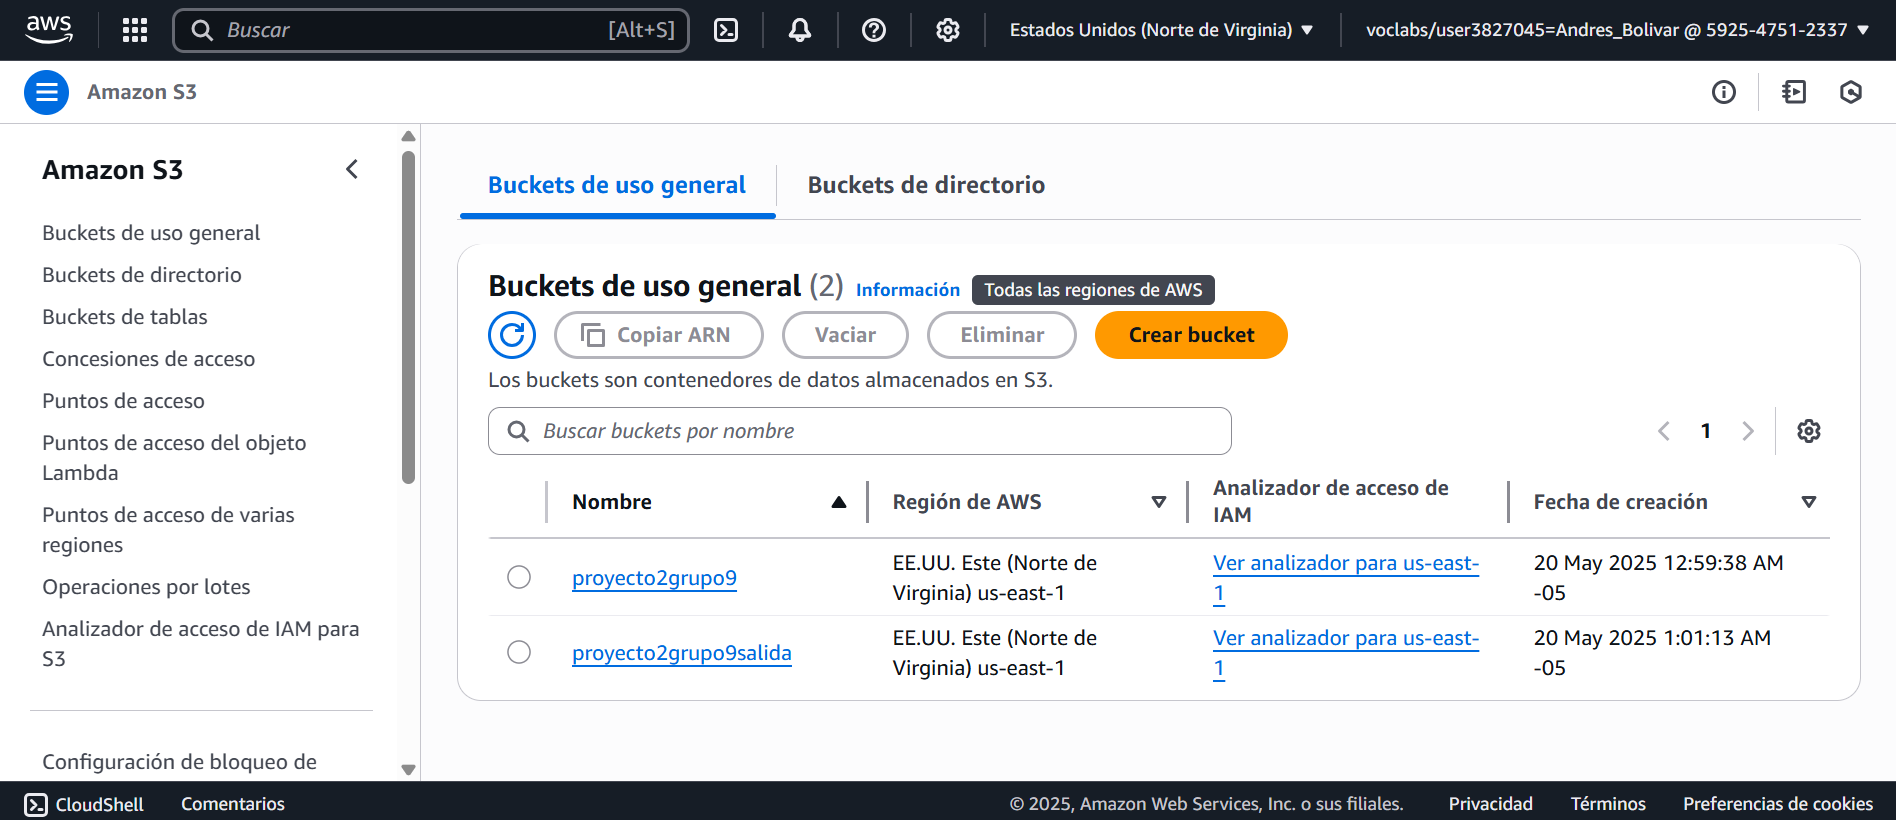 aws
Buscar [Alt+S]
Estados Unidos (Norte de Virginia)
voclabs/user3827045=Andres_Bolivar @ 5925-4751-2337
Amazon S3
Amazon S3
Buckets de uso general
Buckets de directorio
Buckets de tablas
Concesiones de acceso
Puntos de acceso
Puntos de acceso del objeto
Lambda
Puntos de acceso de varias
regiones
Operaciones por lotes
Analizador de acceso de IAM para
S3
Configuración de bloqueo de
Buckets de uso general
Buckets de directorio
Buckets de uso general (2) Información Todas las regiones de AWS
Copiar ARN
Vaciar
Eliminar
Crear bucket
Los buckets son contenedores de datos almacenados en S3.
Buscar buckets por nombre
1
Nombre
Región de AWS
Analizador de acceso de
IAM
Fecha de creación
proyecto2grupo9
EE.UU. Este (Norte de
Virginia) us-east-1
Ver analizador para us-east-
1
20 May 2025 12:59:38 AM
-05
proyecto2grupo9salida
EE.UU. Este (Norte de
Virginia) us-east-1
Ver analizador para us-east-
1
20 May 2025 1:01:13 AM
-05
CloudShell
Comentarios
© 2025, Amazon Web Services, Inc. o sus filiales.
Privacidad
Términos
Preferencias de cookies